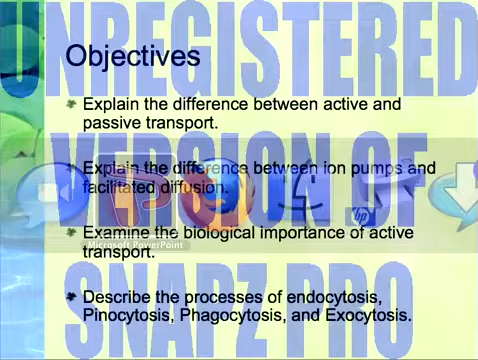 UNREGISTERED
Objectives
Explain the difference between active and
passive transport.
VERSION OF
Explain the difference between ion pumps and
facilitated diffusion.
hp
Examine the biological importance of active
Microsoft PowerPoint
transport.
SNAPZ PRO
Describe the processes of endocytosis,
Pinocytosis, Phagocytosis, and Exocytosis.